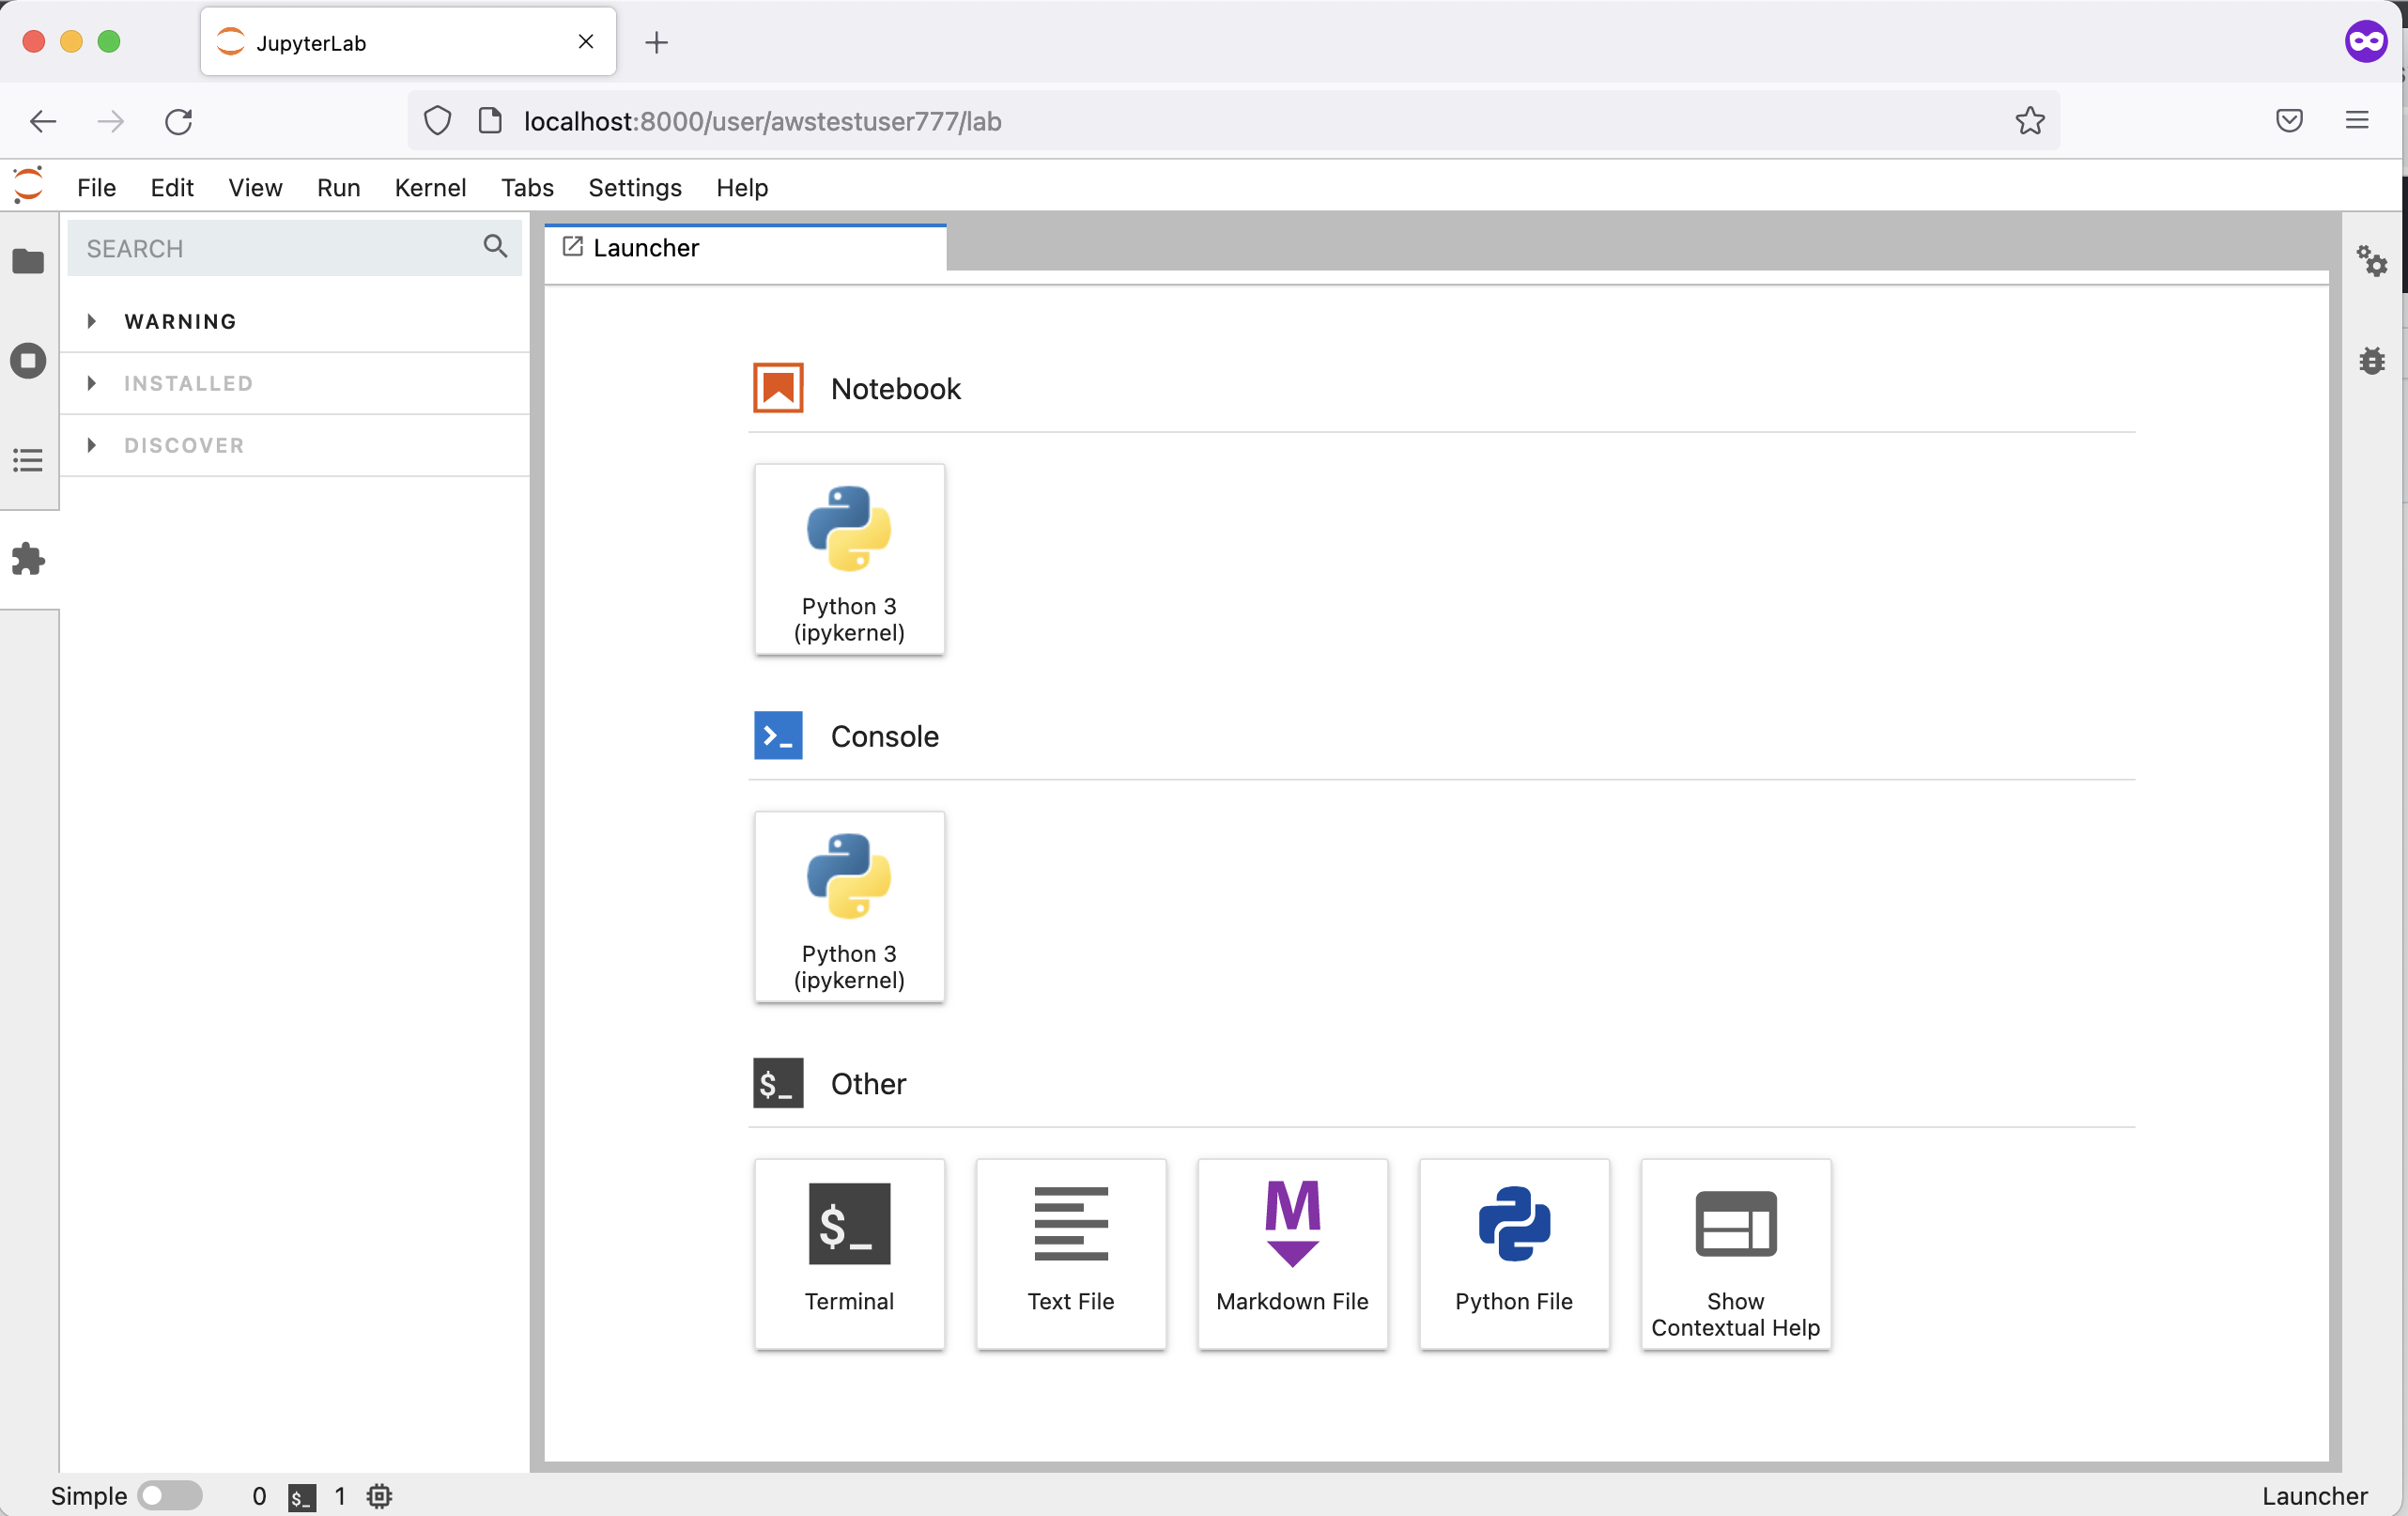 JupyterLab
localhost:8000/user/awstestuser777/lab
File Edit View Run Kernel Tabs Settings Help
SEARCH
WARNING
INSTALLED
DISCOVER
Launcher
Notebook
Python 3
(ipykernel)
Console
Python 3
(ipykernel)
$_ Other
$_
Terminal
Text File
M
Markdown File
Python File
Show
Contextual Help
Simple 0 $_ 1 Launcher